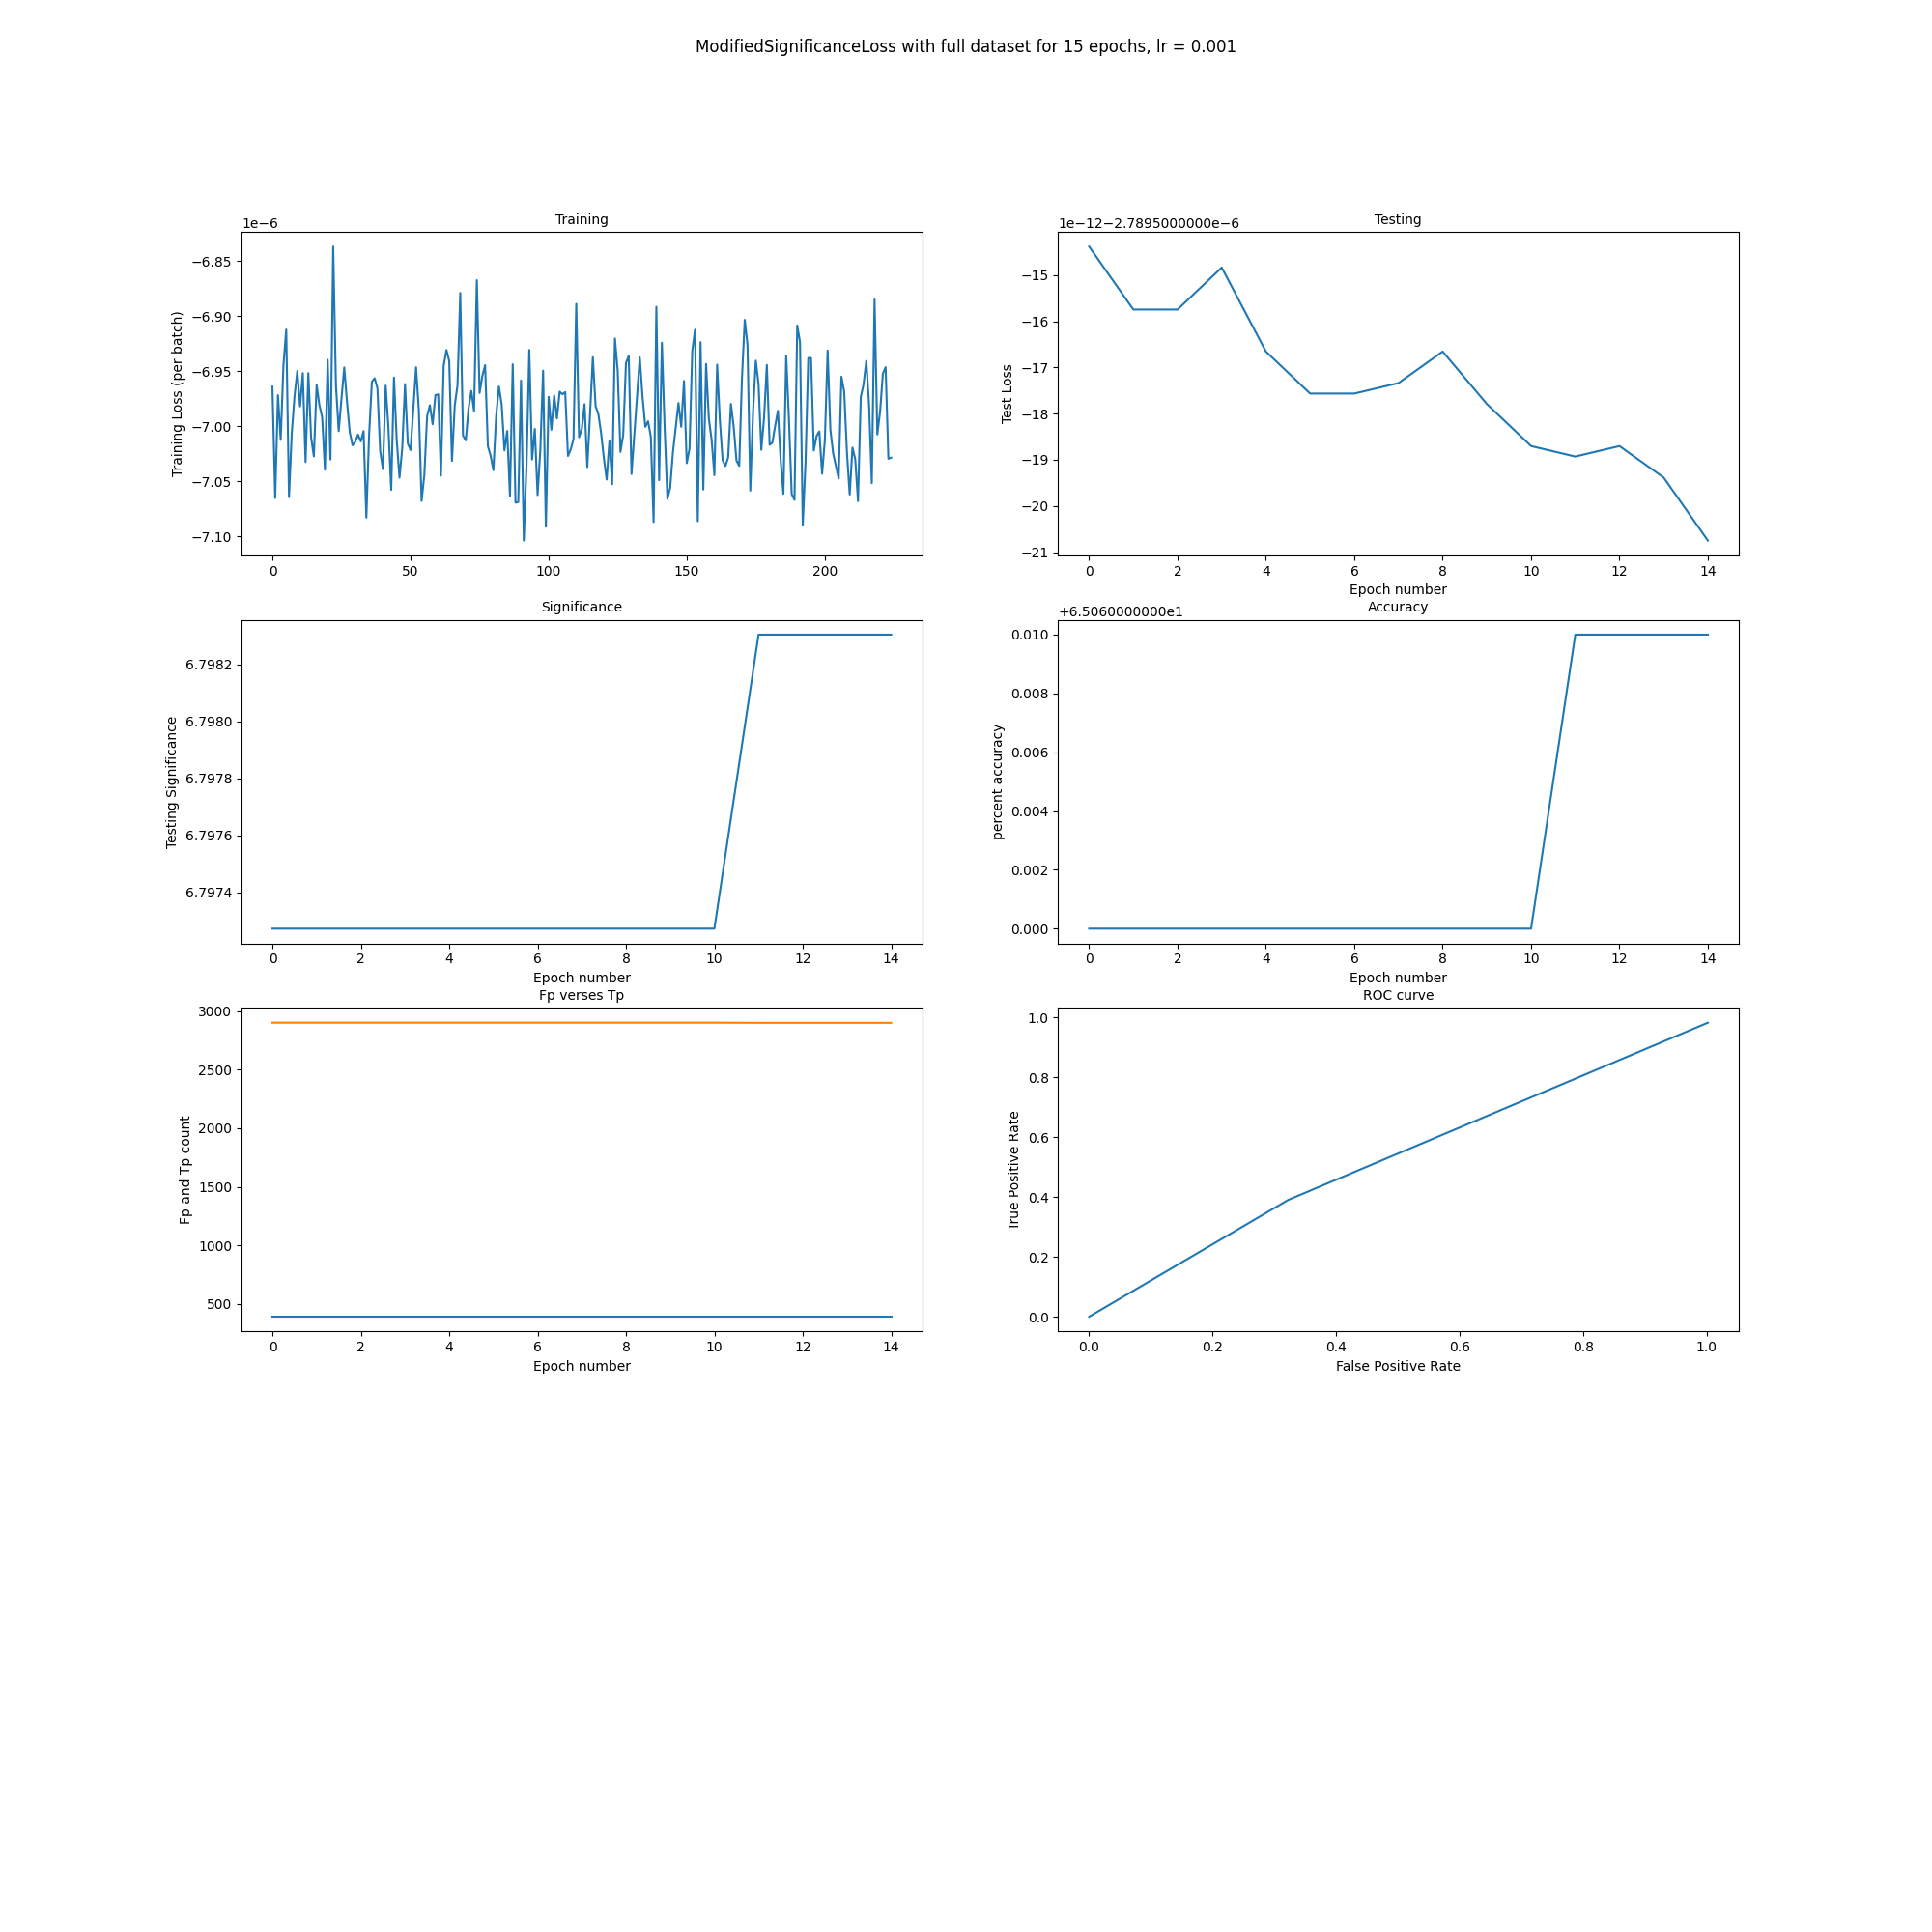 ModifiedSignificanceLoss with full dataset for 15 epochs, lr = 0.001
Training
1e−6
−6.85
−6.90
−6.95
−7.00
−7.05
−7.10
Training Loss (per batch)
0 50 100 150 200
Testing
1e−12−2.7895000000e−6
−15
−16
−17
−18
−19
−20
−21
Test Loss
0 2 4 6 8 10 12 14
Epoch number
Significance
6.7982
6.7980
6.7978
6.7976
6.7974
Testing Significance
0 2 4 6 8 10 12 14
Epoch number
Accuracy
+6.5060000000e1
0.010
0.008
0.006
0.004
0.002
0.000
percent accuracy
0 2 4 6 8 10 12 14
Epoch number
Fp verses Tp
3000
2500
2000
1500
1000
500
Fp and Tp count
0 2 4 6 8 10 12 14
Epoch number
ROC curve
1.0
0.8
0.6
0.4
0.2
0.0
True Positive Rate
0.0 0.2 0.4 0.6 0.8 1.0
False Positive Rate